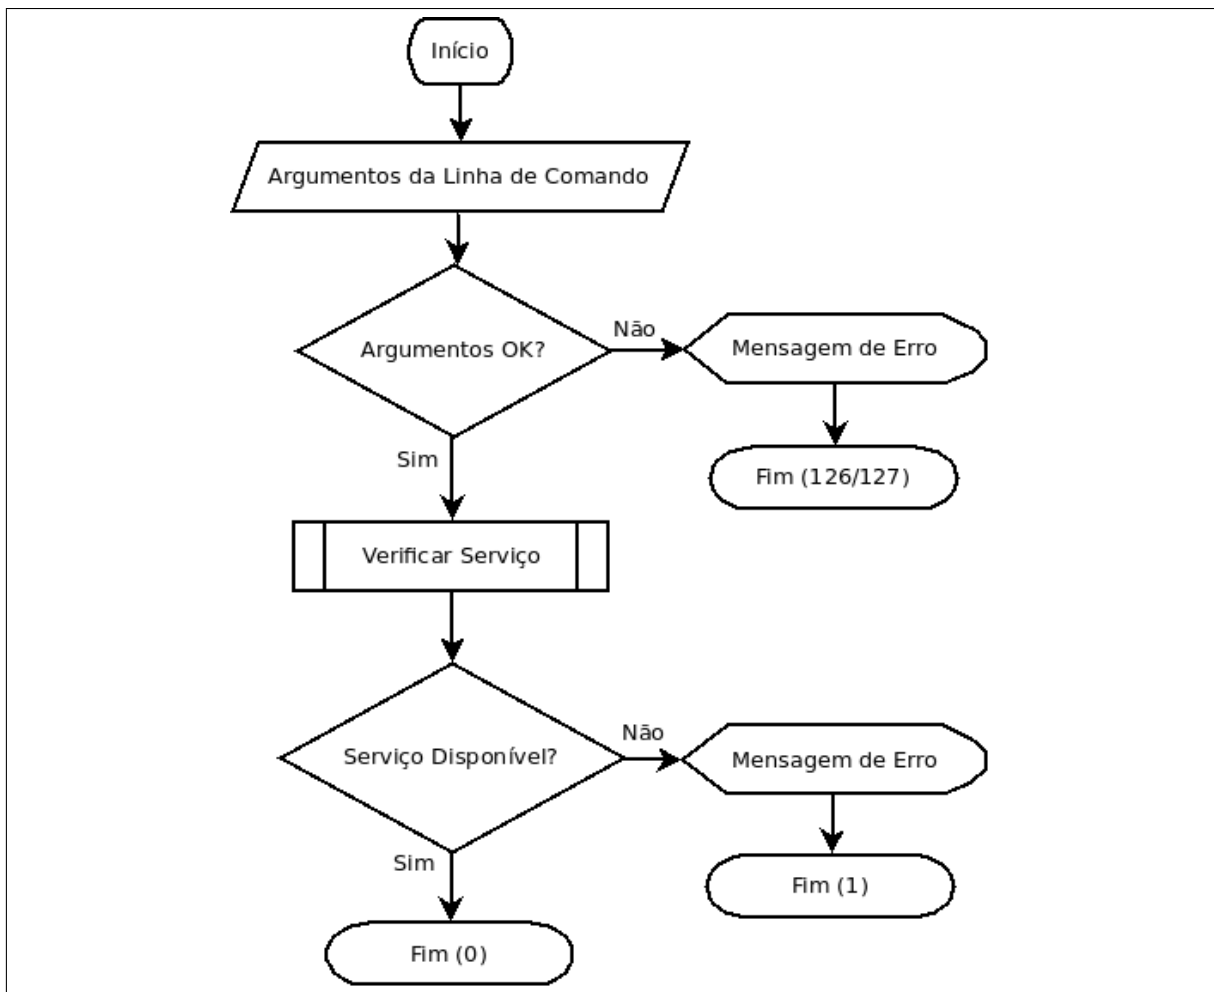 Início
Argumentos da Linha de Comando
Argumentos OK?
Não
Mensagem de Erro
Fim (126/127)
Sim
Verificar Serviço
Serviço Disponível?
Não
Mensagem de Erro
Fim (1)
Sim
Fim (0)